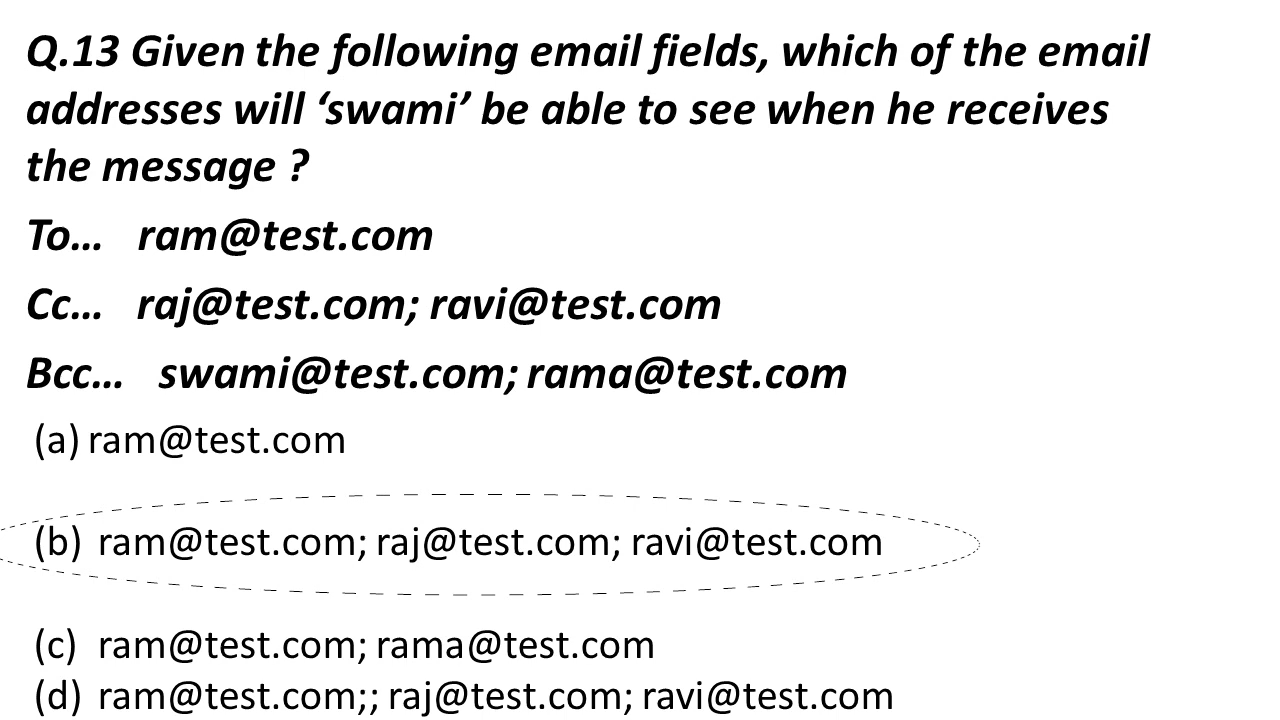 Q.13 Given the following email fields, which of the email
addresses will ‘swami’ be able to see when he receives
the message ?
To… ram@test.com
Cc… raj@test.com; ravi@test.com
Bcc… swami@test.com; rama@test.com
(a) ram@test.com
(b) ram@test.com; raj@test.com; ravi@test.com
(c) ram@test.com; rama@test.com
(d) ram@test.com;; raj@test.com; ravi@test.com